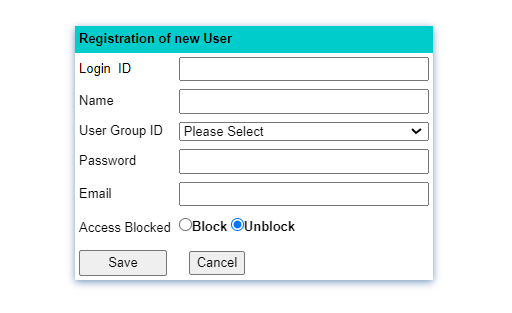 Registration of new User
Login  ID
Name
User Group ID Please Select
Password
Email
Access Blocked Block Unblock
Save Cancel